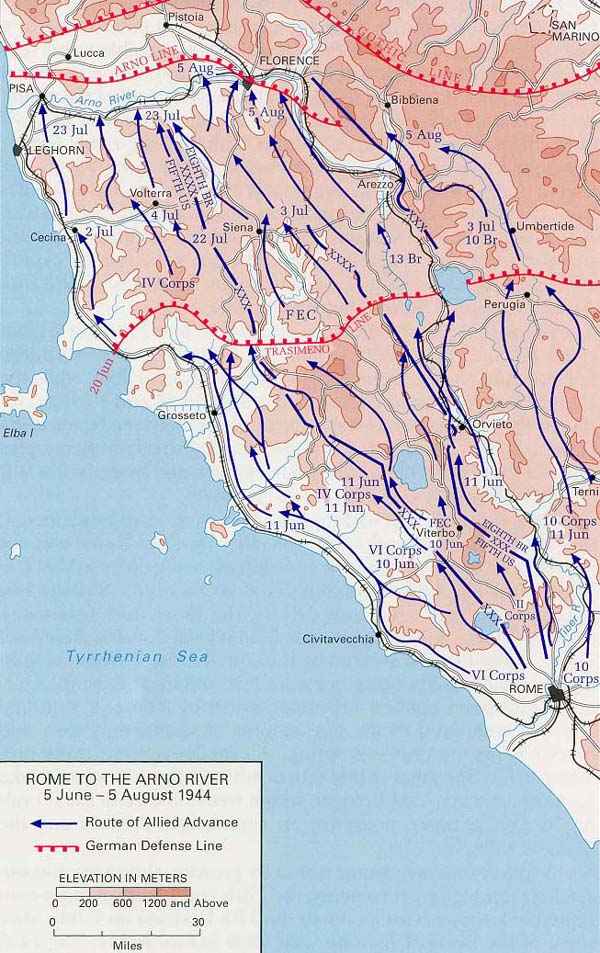 Pistoia
SAN
MARINO
Lucca
ARNO LINE
FLORENCE
GOTHIC LINE
5 Aug
PISA
Arno River
Bibbiena
23 Jul
23 Jul
5 Aug
5 Aug
LEGHORN
EIGHTH BR
XXXXX
FIFTH US
Arezzo
Volterra
4 Jul
3 Jul
XXX
Cecina
2 Jul
22 Jul
Siena
3 Jul
10 Br
Umbertide
XXXX
13 Br
IV Corps
XXX
FEC
Perugia
TRASIMENO LINE
20 Jun
Elba I
Grosseto
Orvieto
11 Jun
11 Jun
IV Corps
11 Jun
Terni
11 Jun
XXX
FEC
10 Jun
Viterbo
10 Corps
11 Jun
EIGHTH BR
XXX
FIFTH US
VI Corps
10 Jun
II
Corps
XXX
Tiber R
Civitavecchia
Tyrrhenian Sea
VI Corps
10
Corps
ROME
ROME TO THE ARNO RIVER
5 June – 5 August 1944
Route of Allied Advance
German Defense Line
ELEVATION IN METERS
0 200 600 1200 and Above
0 30
Miles